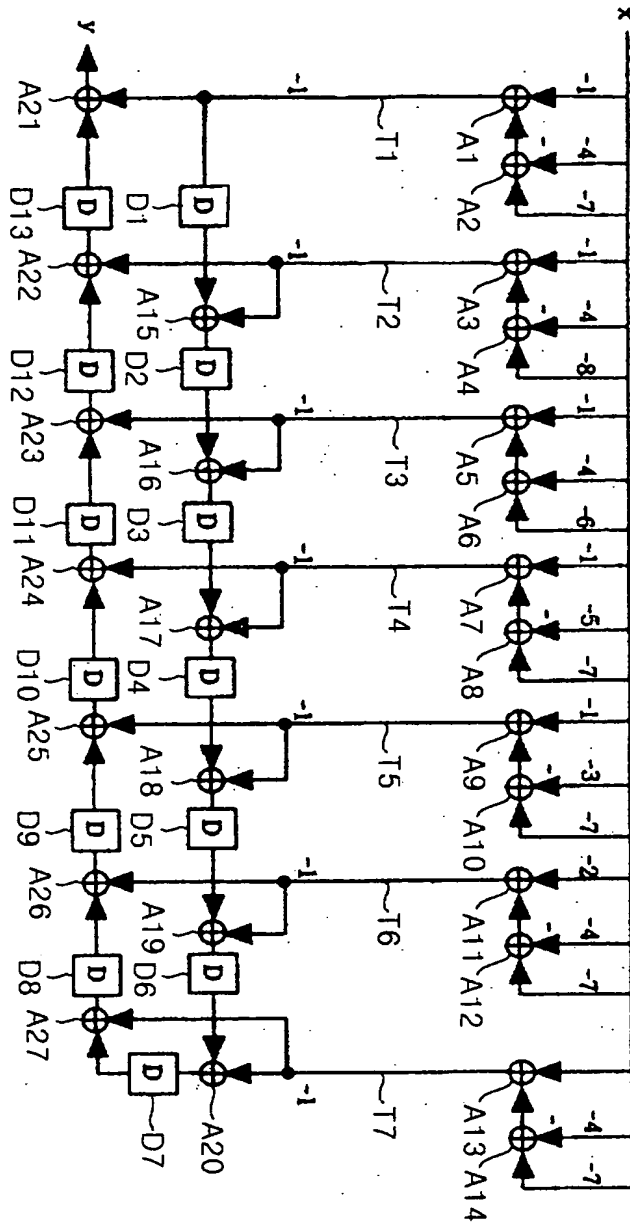 x
-1 -4 -7 -1 -4 -8 -1 -4 -6 -1 -5 -7 -1 -3 -7 -2 -4 -7 -4 -7
- - - - - -
A1 A2 A3 A4 A5 A6 A7 A8 A9 A10 A11 A12 A13 A14
T1 T2 T3 T4 T5 T6 T7
-1 -1 -1 -1 -1 -1 -1
D D D D D D
D1 A15 D2 A16 D3 A17 D4 A18 D5 A19 D6 A20
D
D7
y D D D D D D
A21 D13 A22 D12 A23 D11 A24 D10 A25 D9 A26 D8 A27